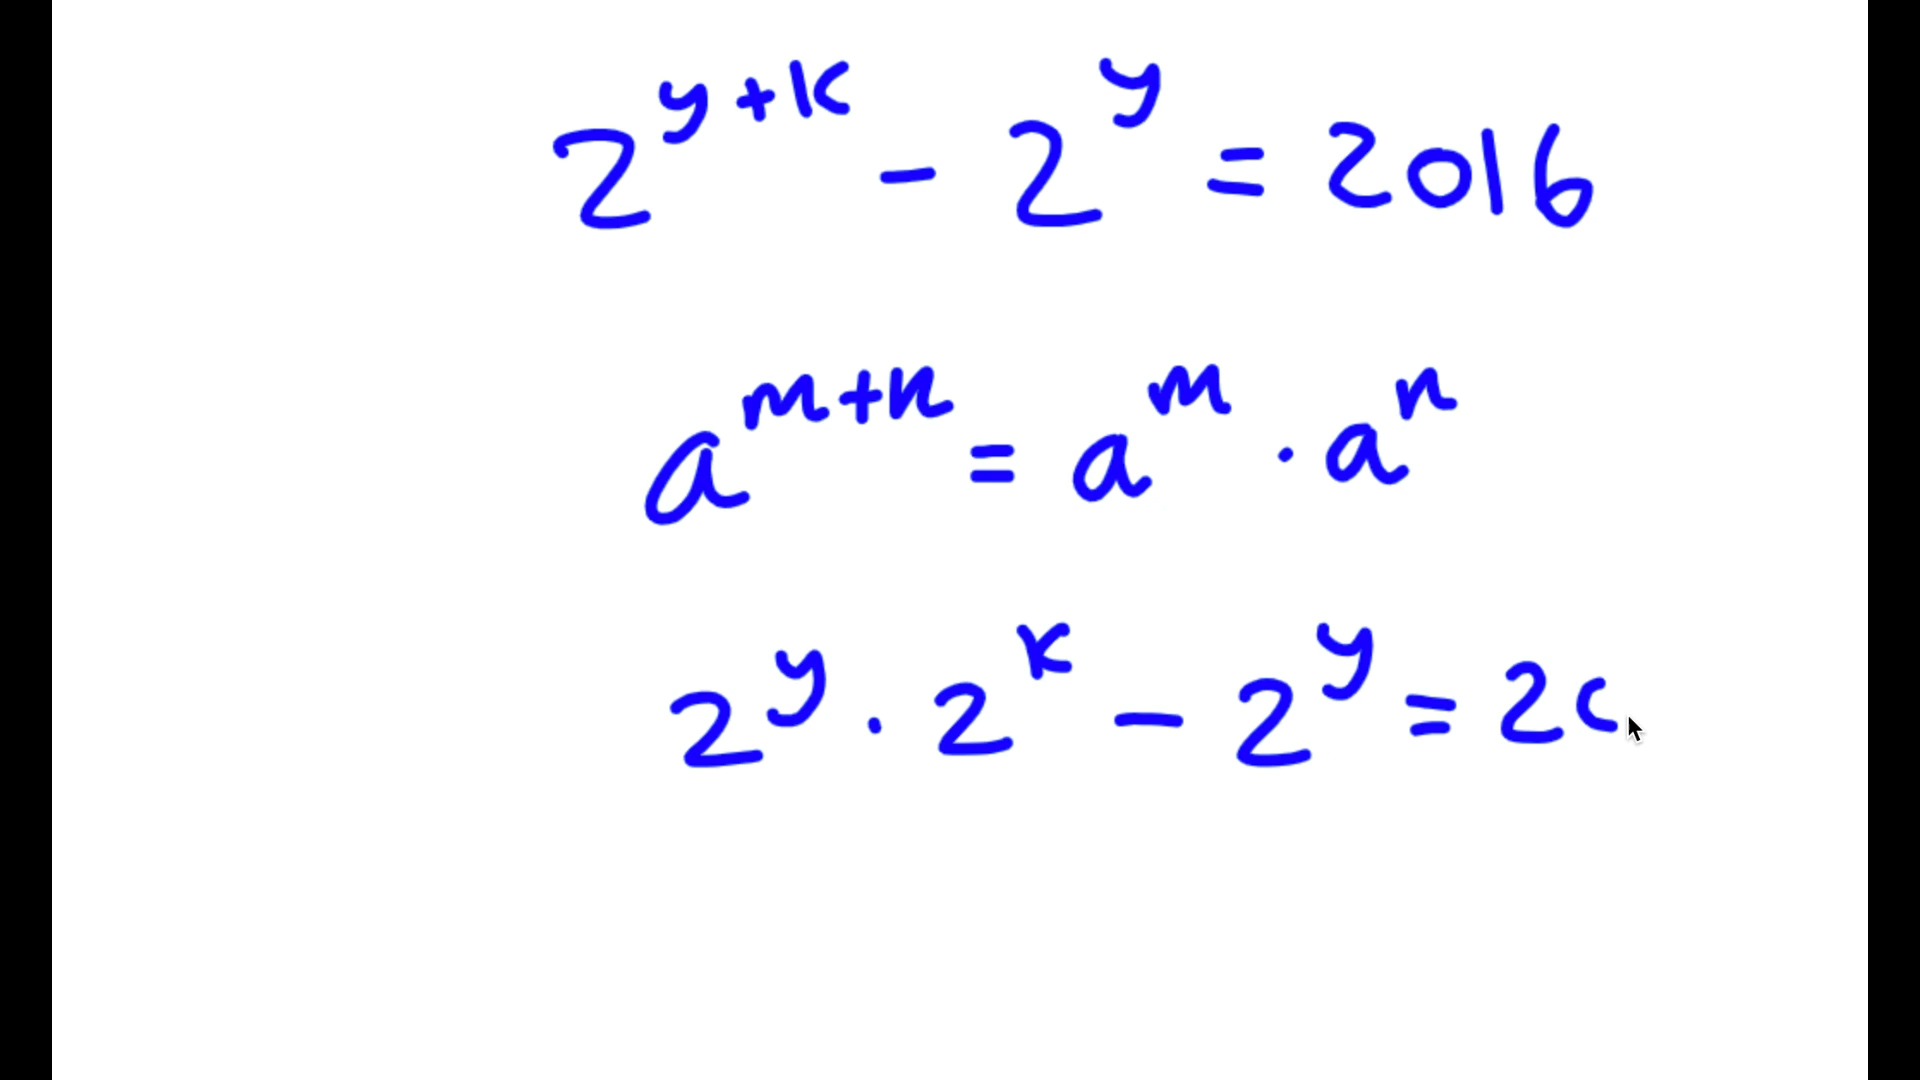 2^{y+k} - 2^y = 2016
a^{m+n} = a^m · a^n
2^y · 2^k - 2^y = 2